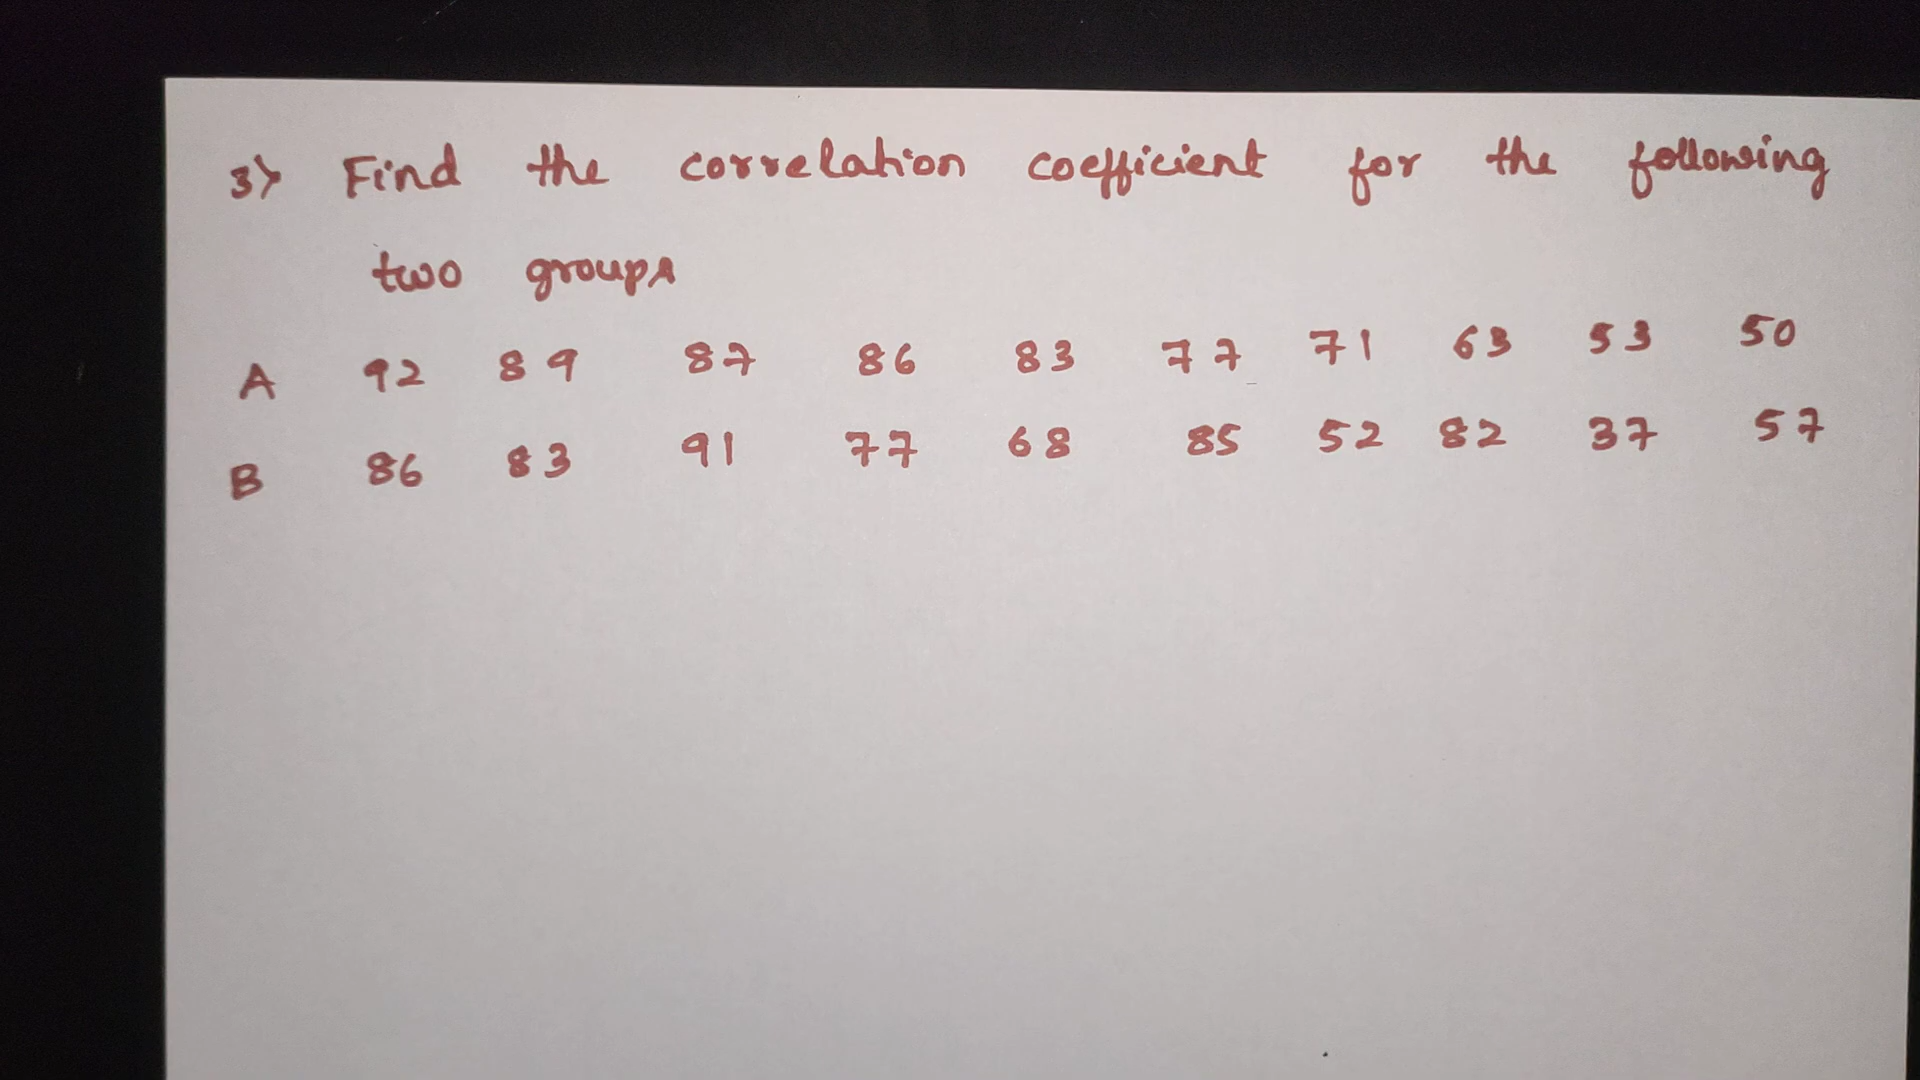 3) Find the correlation coefficient for the following
two groups
A 92 89 87 86 83 77 71 63 53 50
B 86 83 91 77 68 85 52 82 37 57